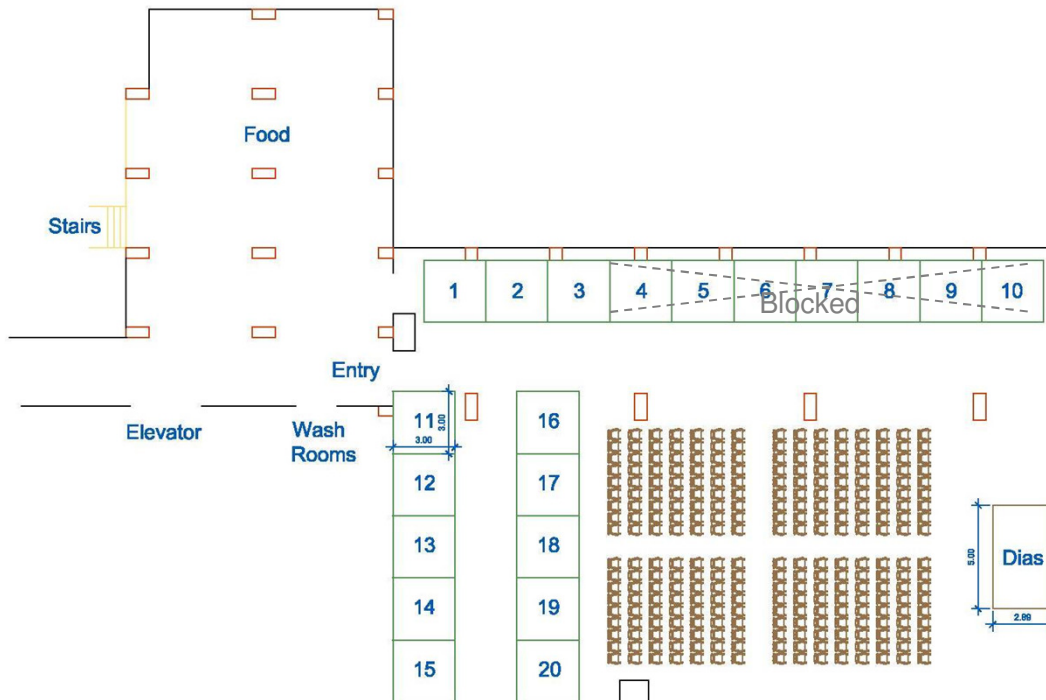 Food
Stairs
1 2 3 4 5 6 7 8 9 10
Blocked
Entry
Elevator
Wash
Rooms
11 16
3.00
3.00
12 17
13 18
14 19
15 20
5.00
Dias
2.89